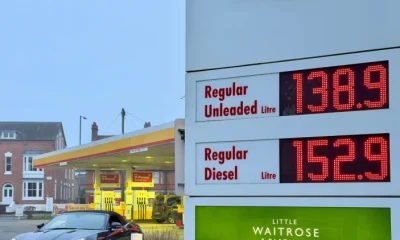 Regular
Unleaded Litre
138.9
Regular
Diesel Litre
152.9
LITTLE
WAITROSE